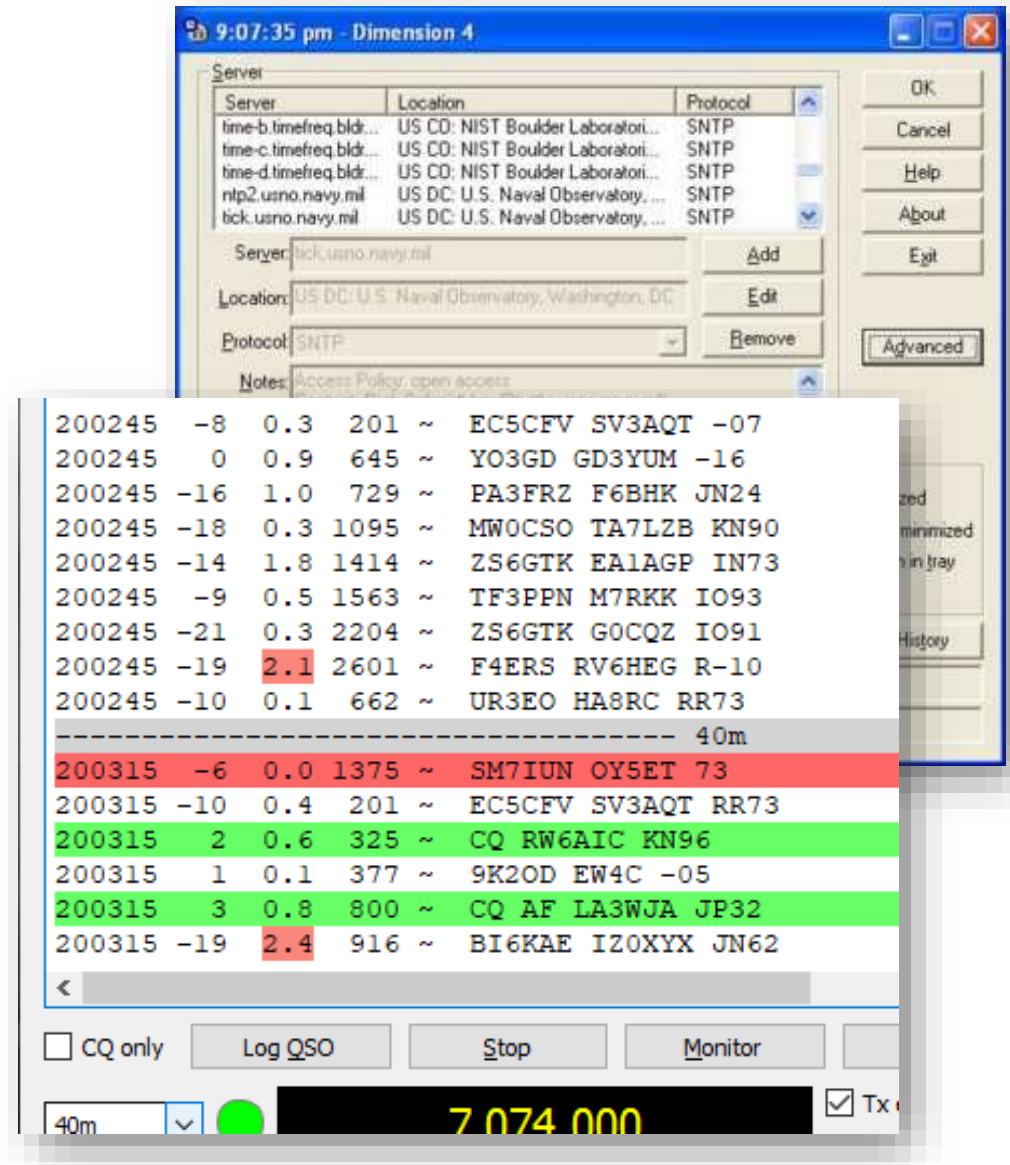 9:07:35 pm - Dimension 4
Server
Server Location Protocol
time-b.timefreq.bldr... US CO: NIST Boulder Laboratori... SNTP
time-c.timefreq.bldr... US CO: NIST Boulder Laboratori... SNTP
time-d.timefreq.bldr... US CO: NIST Boulder Laboratori... SNTP
ntp2.usno.navy.mil US DC: U.S. Naval Observatory, ... SNTP
tick.usno.navy.mil US DC: U.S. Naval Observatory, ... SNTP
Server: tick.usno.navy.mil
Location: US DC: U.S. Naval Observatory, Washington, DC
Protocol: SNTP
Notes: Access Policy: open access
Add
Edit
Remove
OK
Cancel
Help
About
Exit
Advanced
zed
minimized
n in tray
History
200245 -8 0.3 201 ~ EC5CFV SV3AQT -07
200245 0 0.9 645 ~ YO3GD GD3YUM -16
200245 -16 1.0 729 ~ PA3FRZ F6BHK JN24
200245 -18 0.3 1095 ~ MW0CSO TA7LZB KN90
200245 -14 1.8 1414 ~ ZS6GTK EA1AGP IN73
200245 -9 0.5 1563 ~ TF3PPN M7RKK IO93
200245 -21 0.3 2204 ~ ZS6GTK G0CQZ IO91
200245 -19 2.1 2601 ~ F4ERS RV6HEG R-10
200245 -10 0.1 662 ~ UR3EO HA8RC RR73
------------------------------------ 40m
200315 -6 0.0 1375 ~ SM7IUN OY5ET 73
200315 -10 0.4 201 ~ EC5CFV SV3AQT RR73
200315 2 0.6 325 ~ CQ RW6AIC KN96
200315 1 0.1 377 ~ 9K2OD EW4C -05
200315 3 0.8 800 ~ CQ AF LA3WJA JP32
200315 -19 2.4 916 ~ BI6KAE IZ0XYX JN62
CQ only Log QSO Stop Monitor
40m 7.074 000 Tx